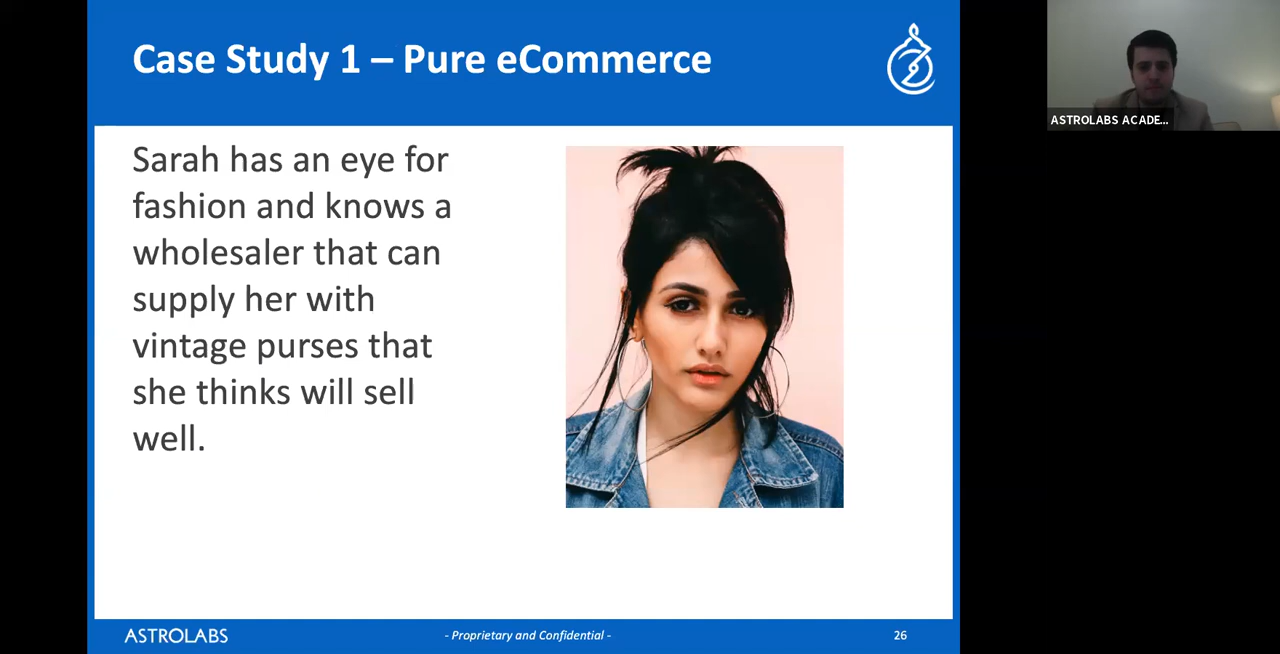 Case Study 1 – Pure eCommerce
Sarah has an eye for
fashion and knows a
wholesaler that can
supply her with
vintage purses that
she thinks will sell
well.
ASTROLABS
- Proprietary and Confidential -
26
ASTROLABS ACADE...